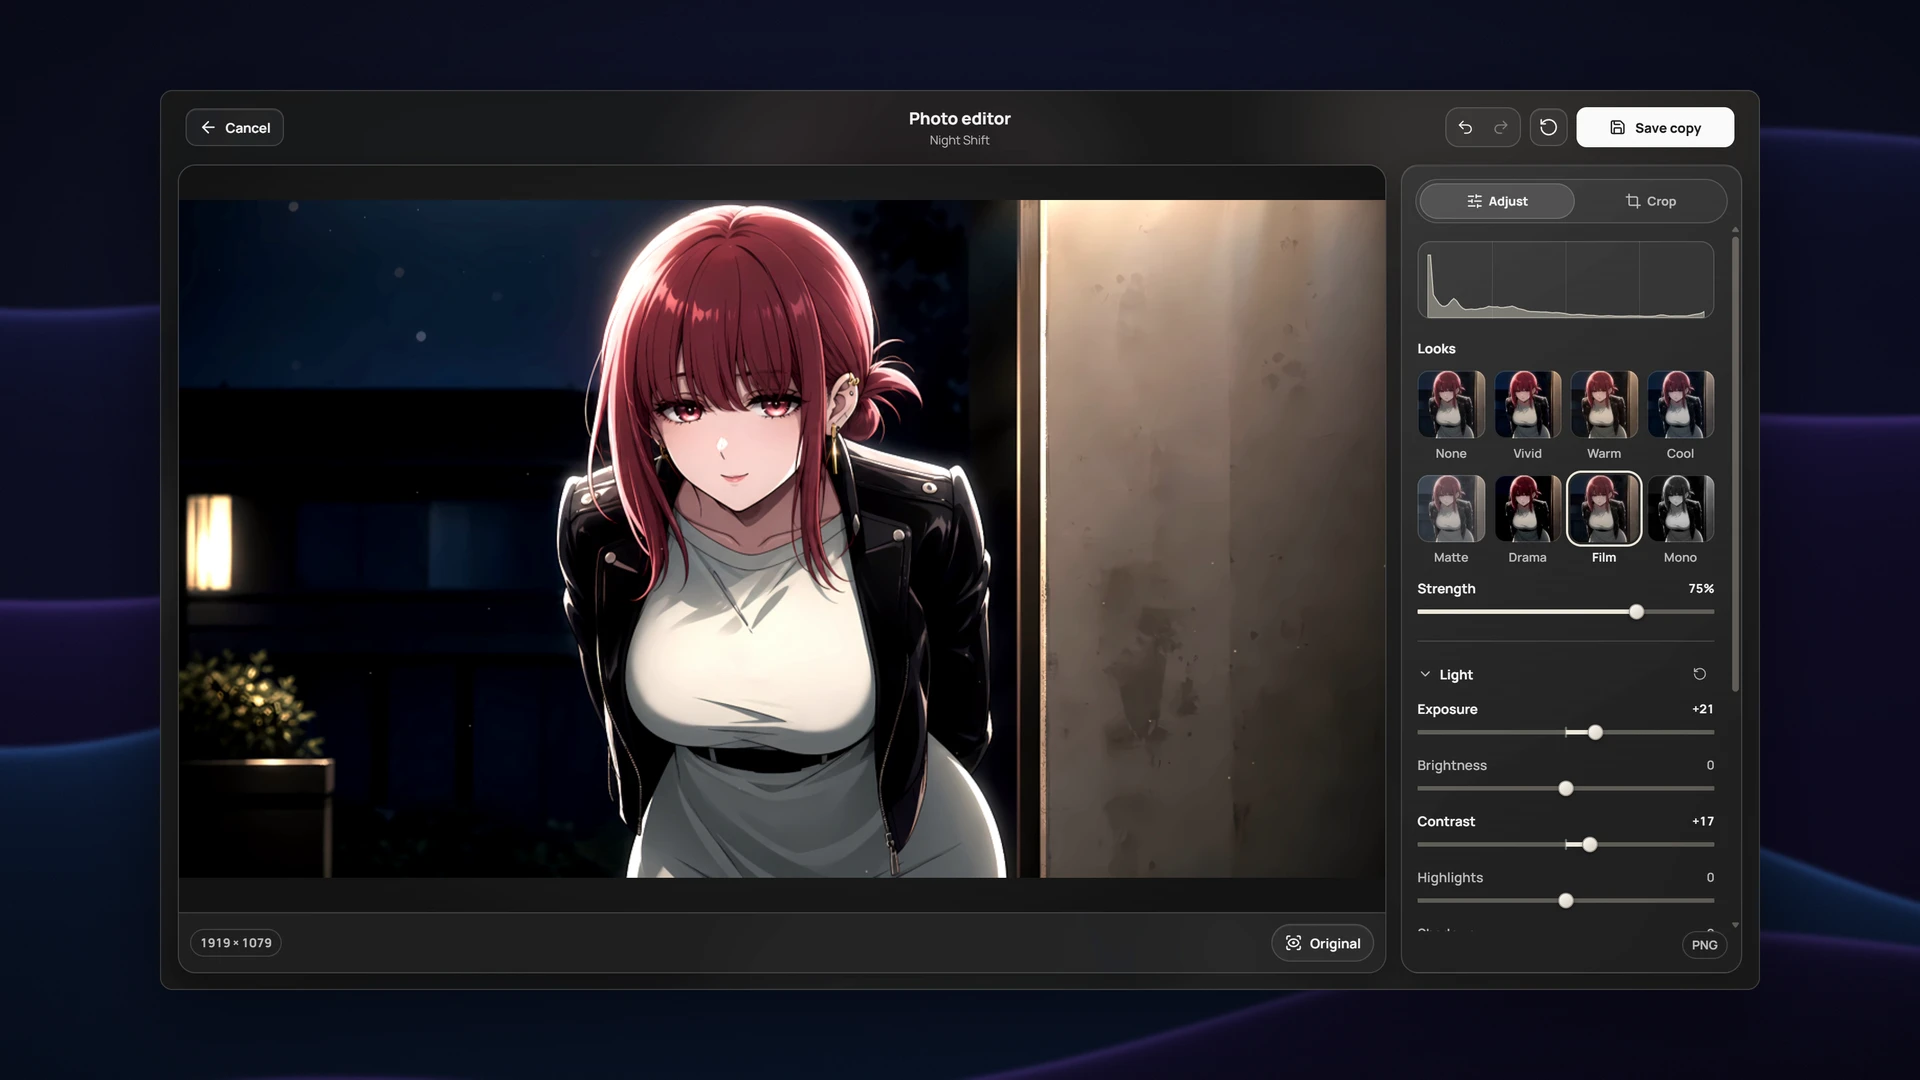 Cancel
Photo editor
Night Shift
Save copy
Adjust
Crop
Looks
None
Vivid
Warm
Cool
Matte
Drama
Film
Mono
Strength
75%
Light
Exposure
+21
Brightness
0
Contrast
+17
Highlights
0
1919×1079
Original
PNG